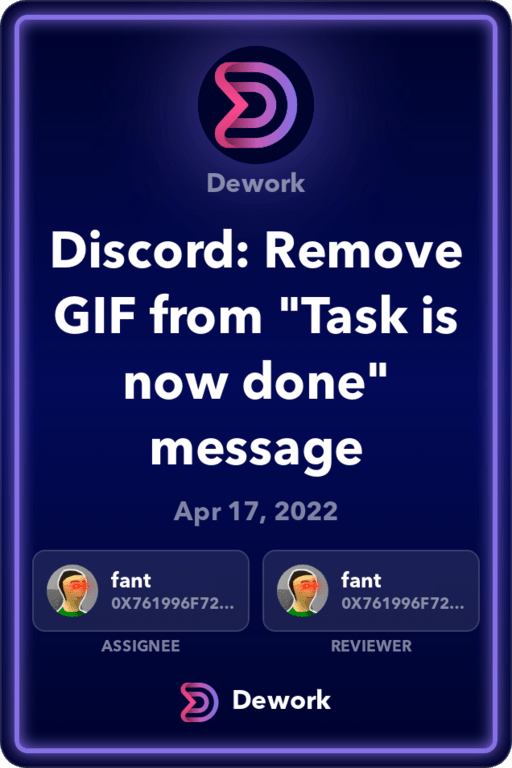 Dework
Discord: Remove
GIF from "Task is
now done"
message
Apr 17, 2022
fant
0X761996F72...
fant
0X761996F72...
ASSIGNEE
REVIEWER
Dework